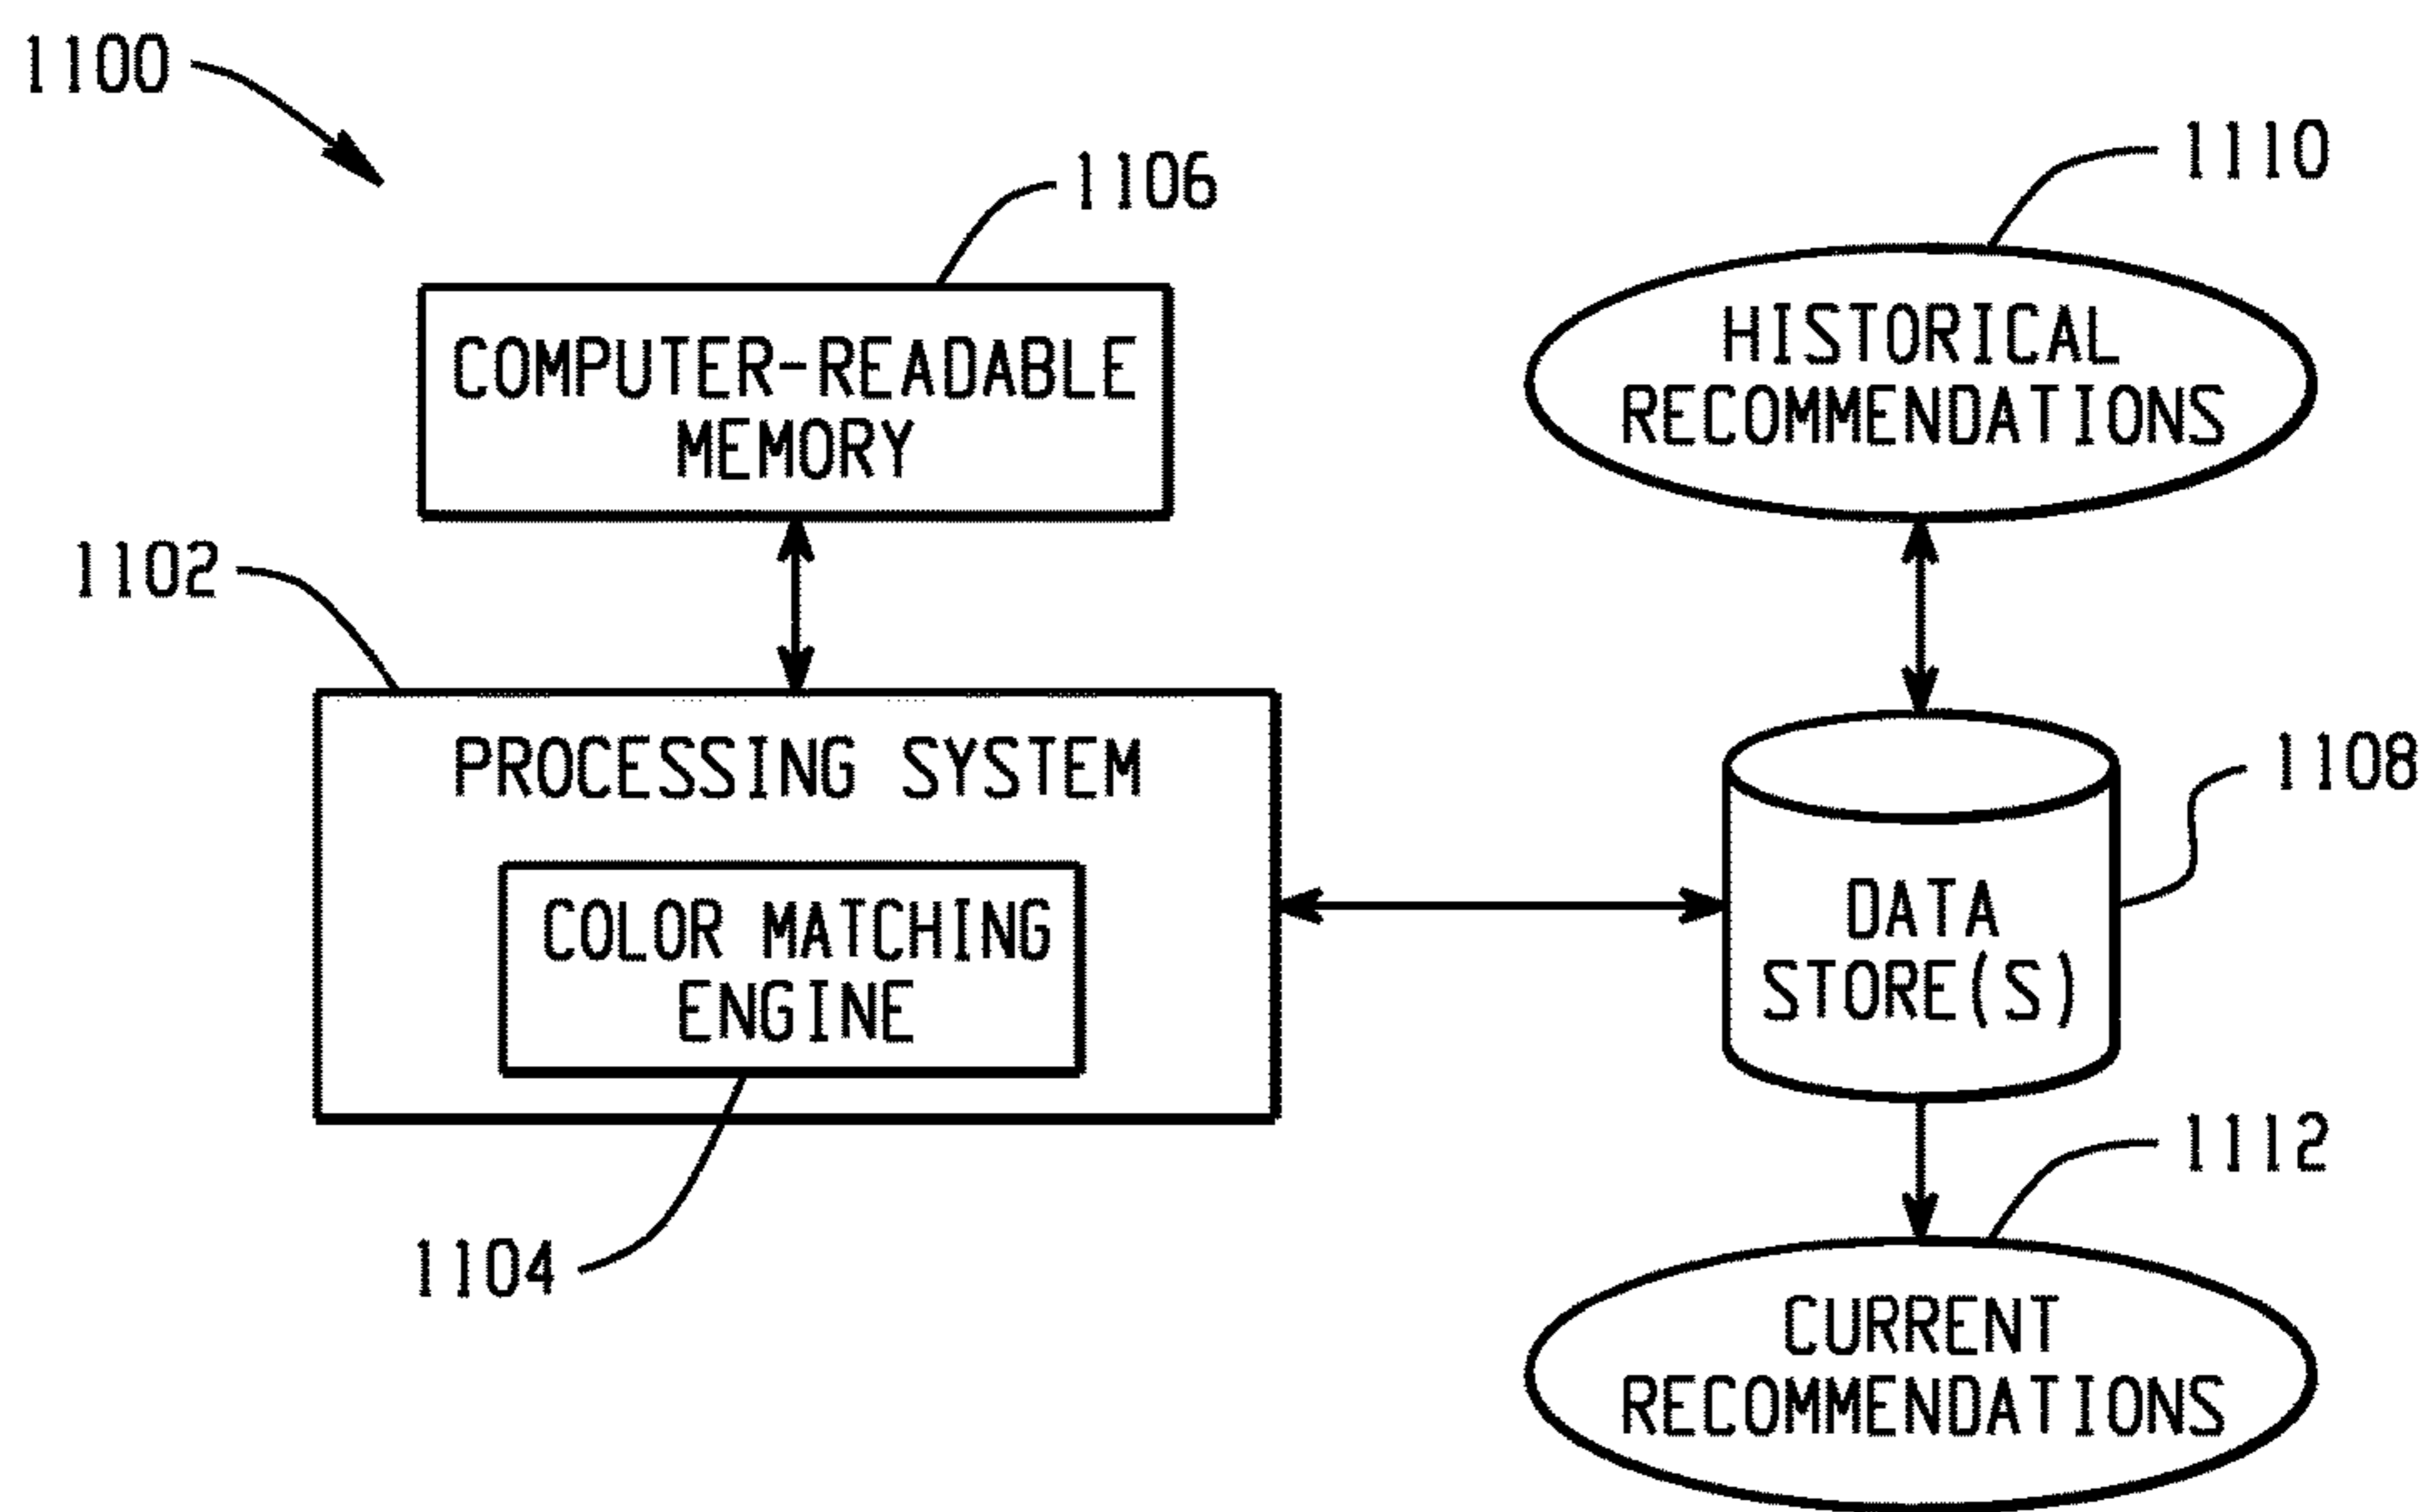 1100
1106
1110
COMPUTER-READABLE
MEMORY
HISTORICAL
RECOMMENDATIONS
1102
PROCESSING SYSTEM
COLOR MATCHING
ENGINE
1108
DATA
STORE(S)
1104
1112
CURRENT
RECOMMENDATIONS